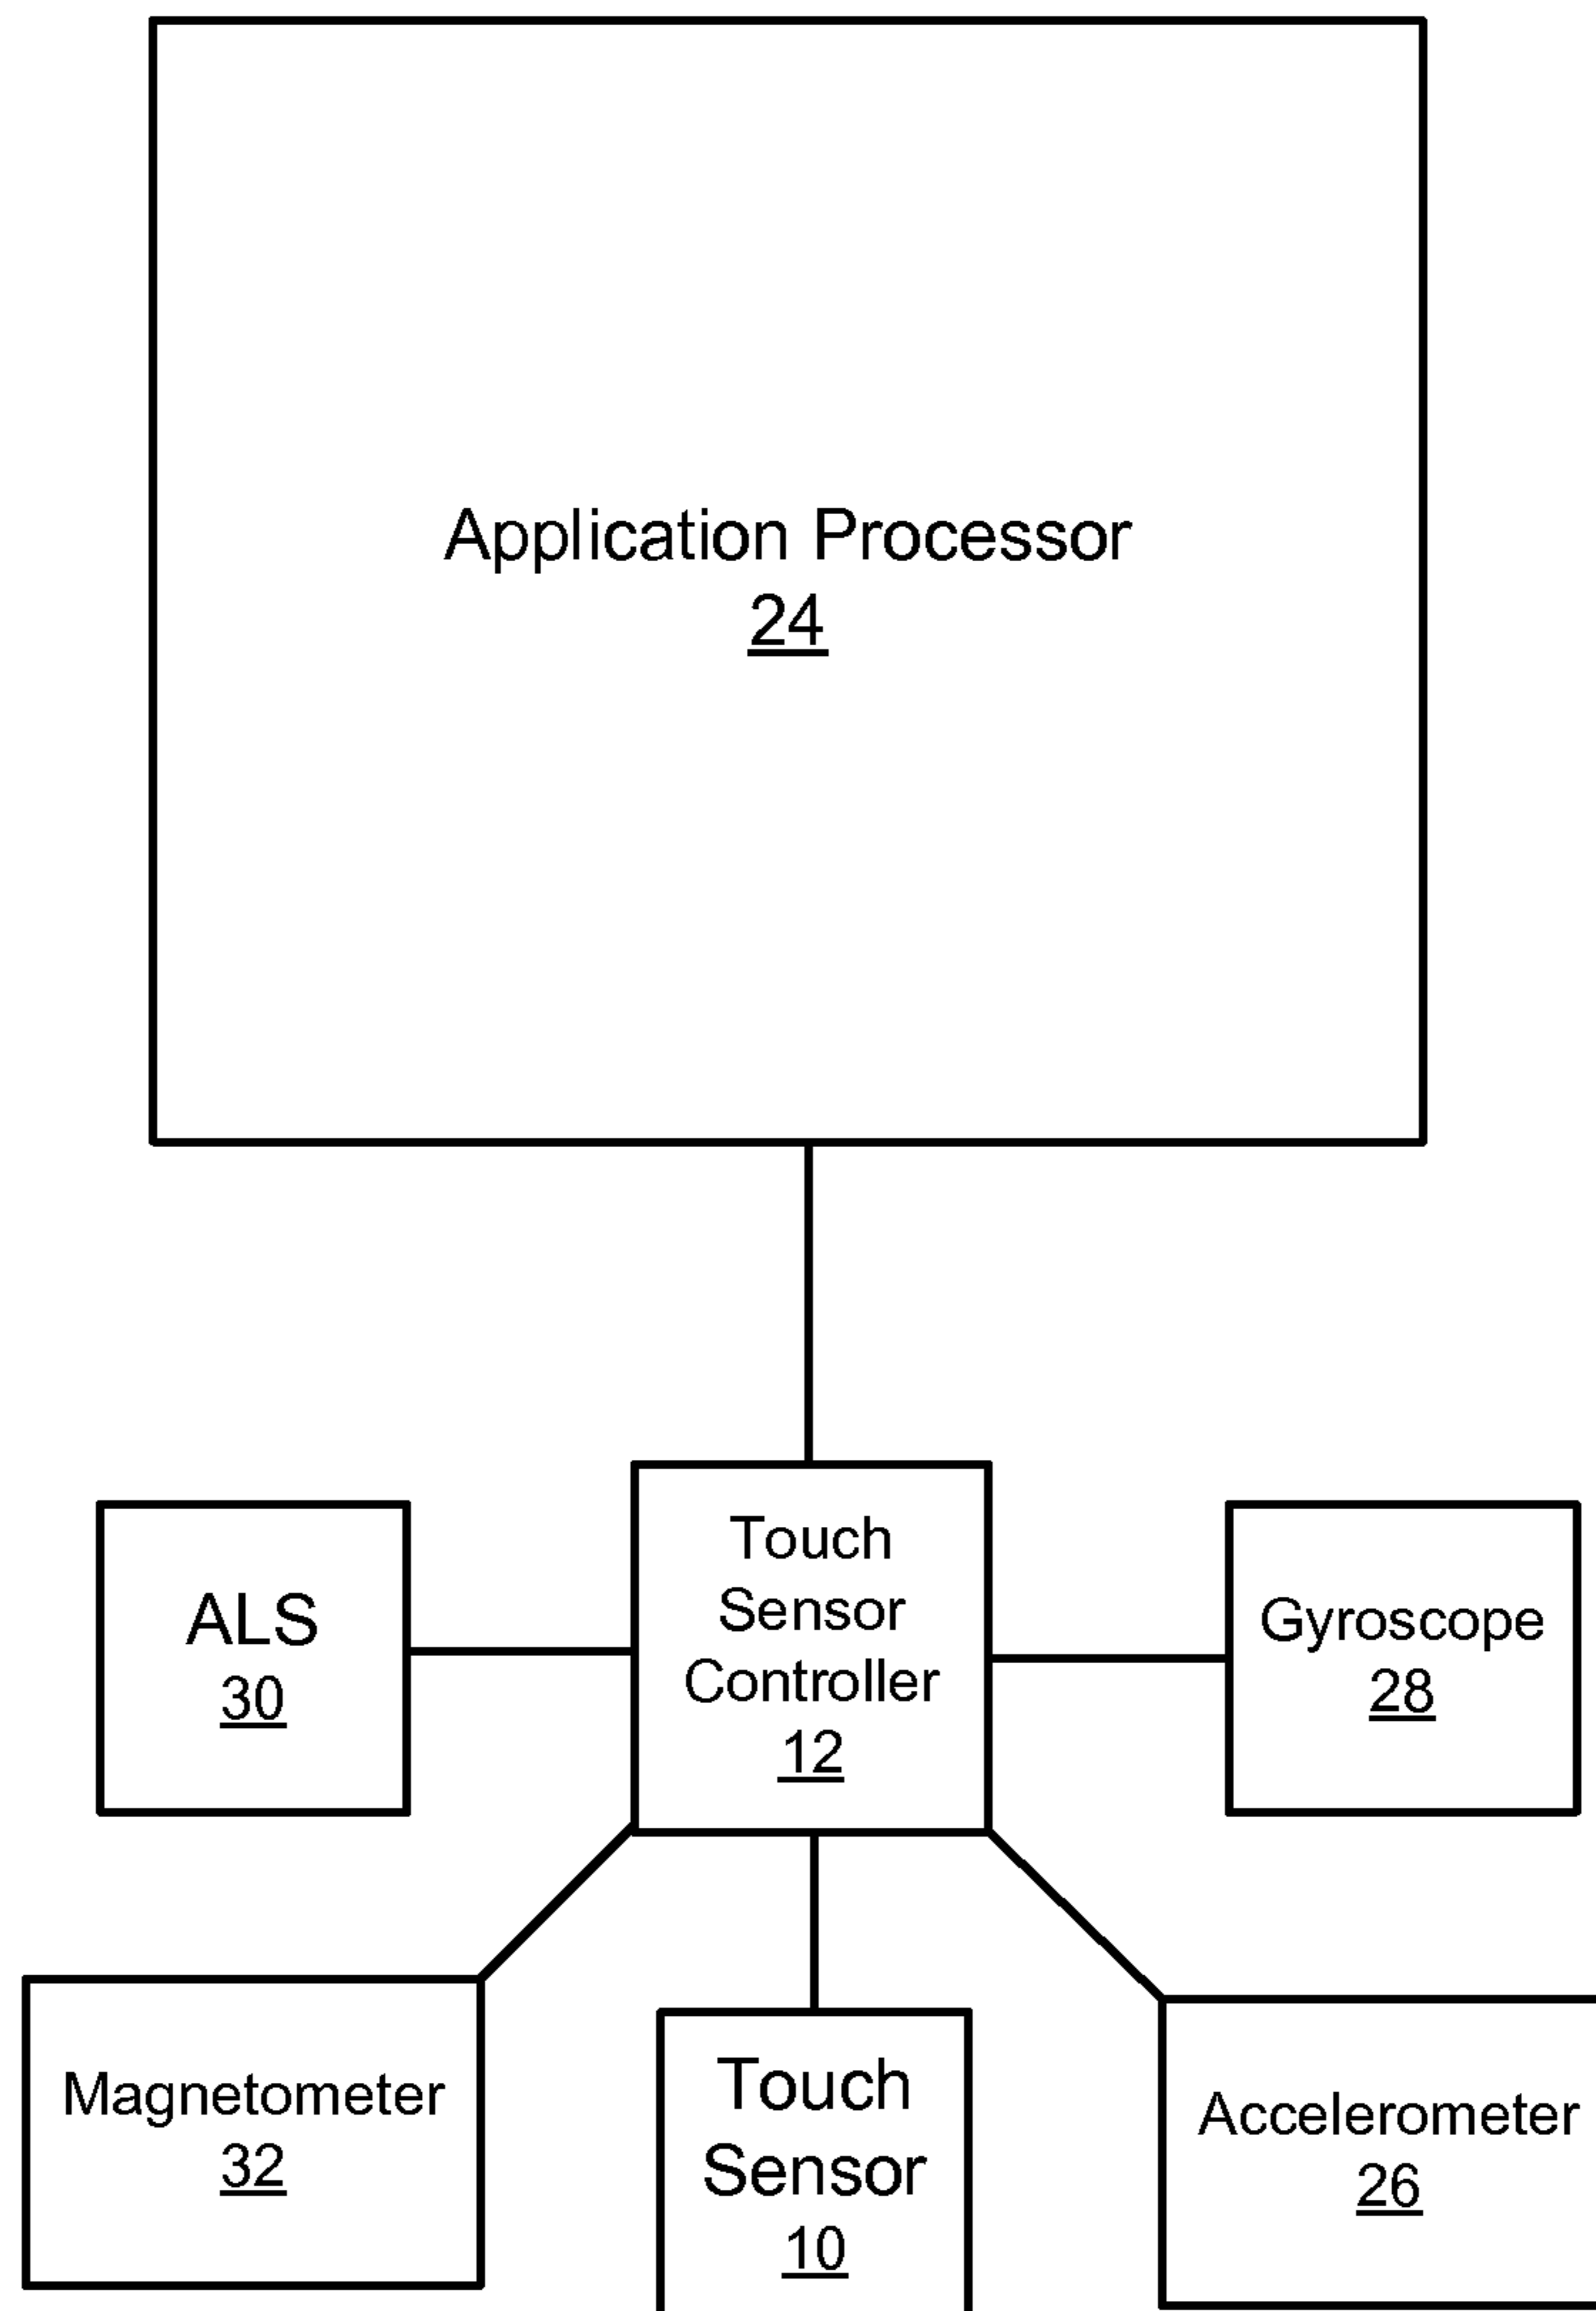 Application Processor
24
Touch
Sensor
Controller
12
ALS
30
Gyroscope
28
Magnetometer
32
Touch
Sensor
10
Accelerometer
26